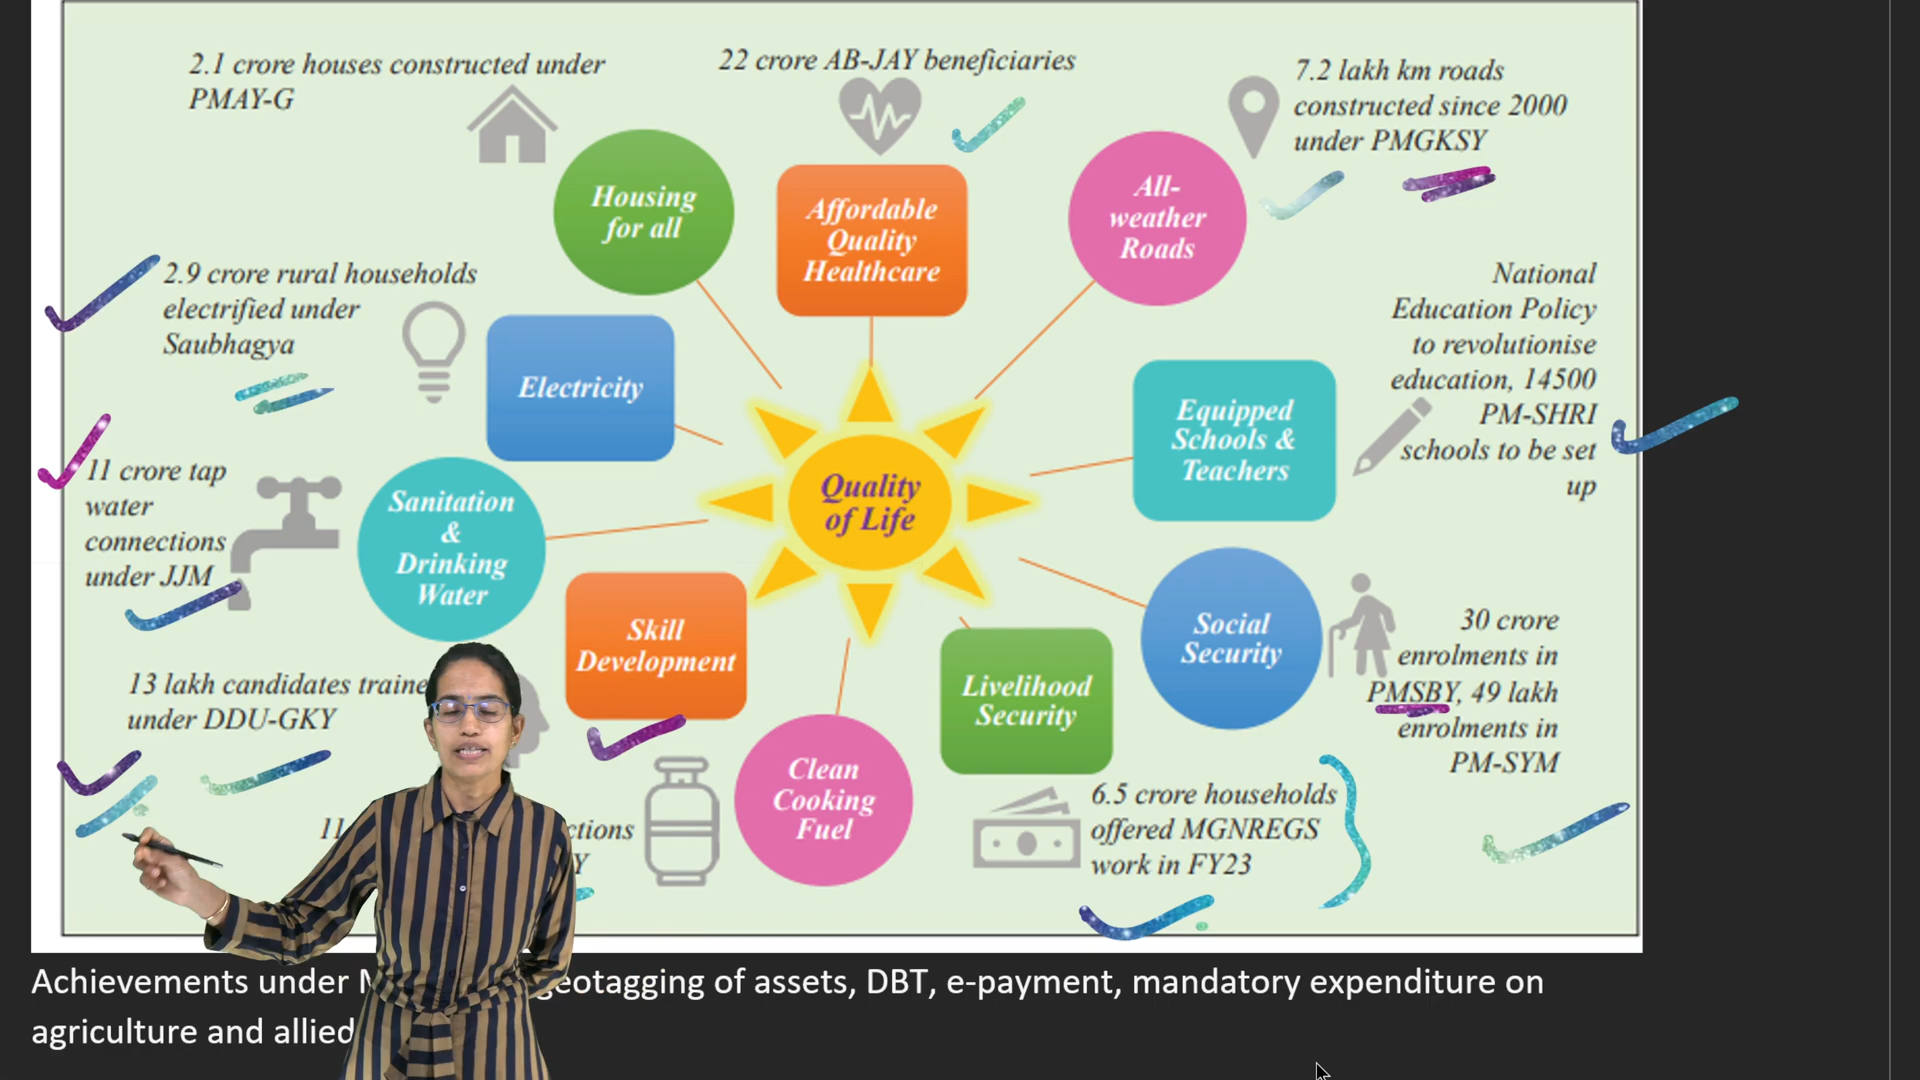 2.1 crore houses constructed under
PMAY-G
22 crore AB-JAY beneficiaries
7.2 lakh km roads
constructed since 2000
under PMGKSY
Housing
for all
Affordable
Quality
Healthcare
All-
weather
Roads
2.9 crore rural households
electrified under
Saubhagya
Electricity
National
Education Policy
to revolutionise
education, 14500
PM-SHRI
schools to be set
up
Equipped
Schools &
Teachers
Quality
of Life
11 crore tap
water
connections
under JJM
Sanitation
&
Drinking
Water
Skill
Development
Social
Security
30 crore
enrolments in
PMSBY, 49 lakh
enrolments in
PM-SYM
13 lakh candidates
under DDU-GKY
Livelihood
Security
Clean
Cooking
Fuel
6.5 crore households
offered MGNREGS
work in FY23
Achievements under geotagging of assets, DBT, e-payment, mandatory expenditure on
agriculture and allied